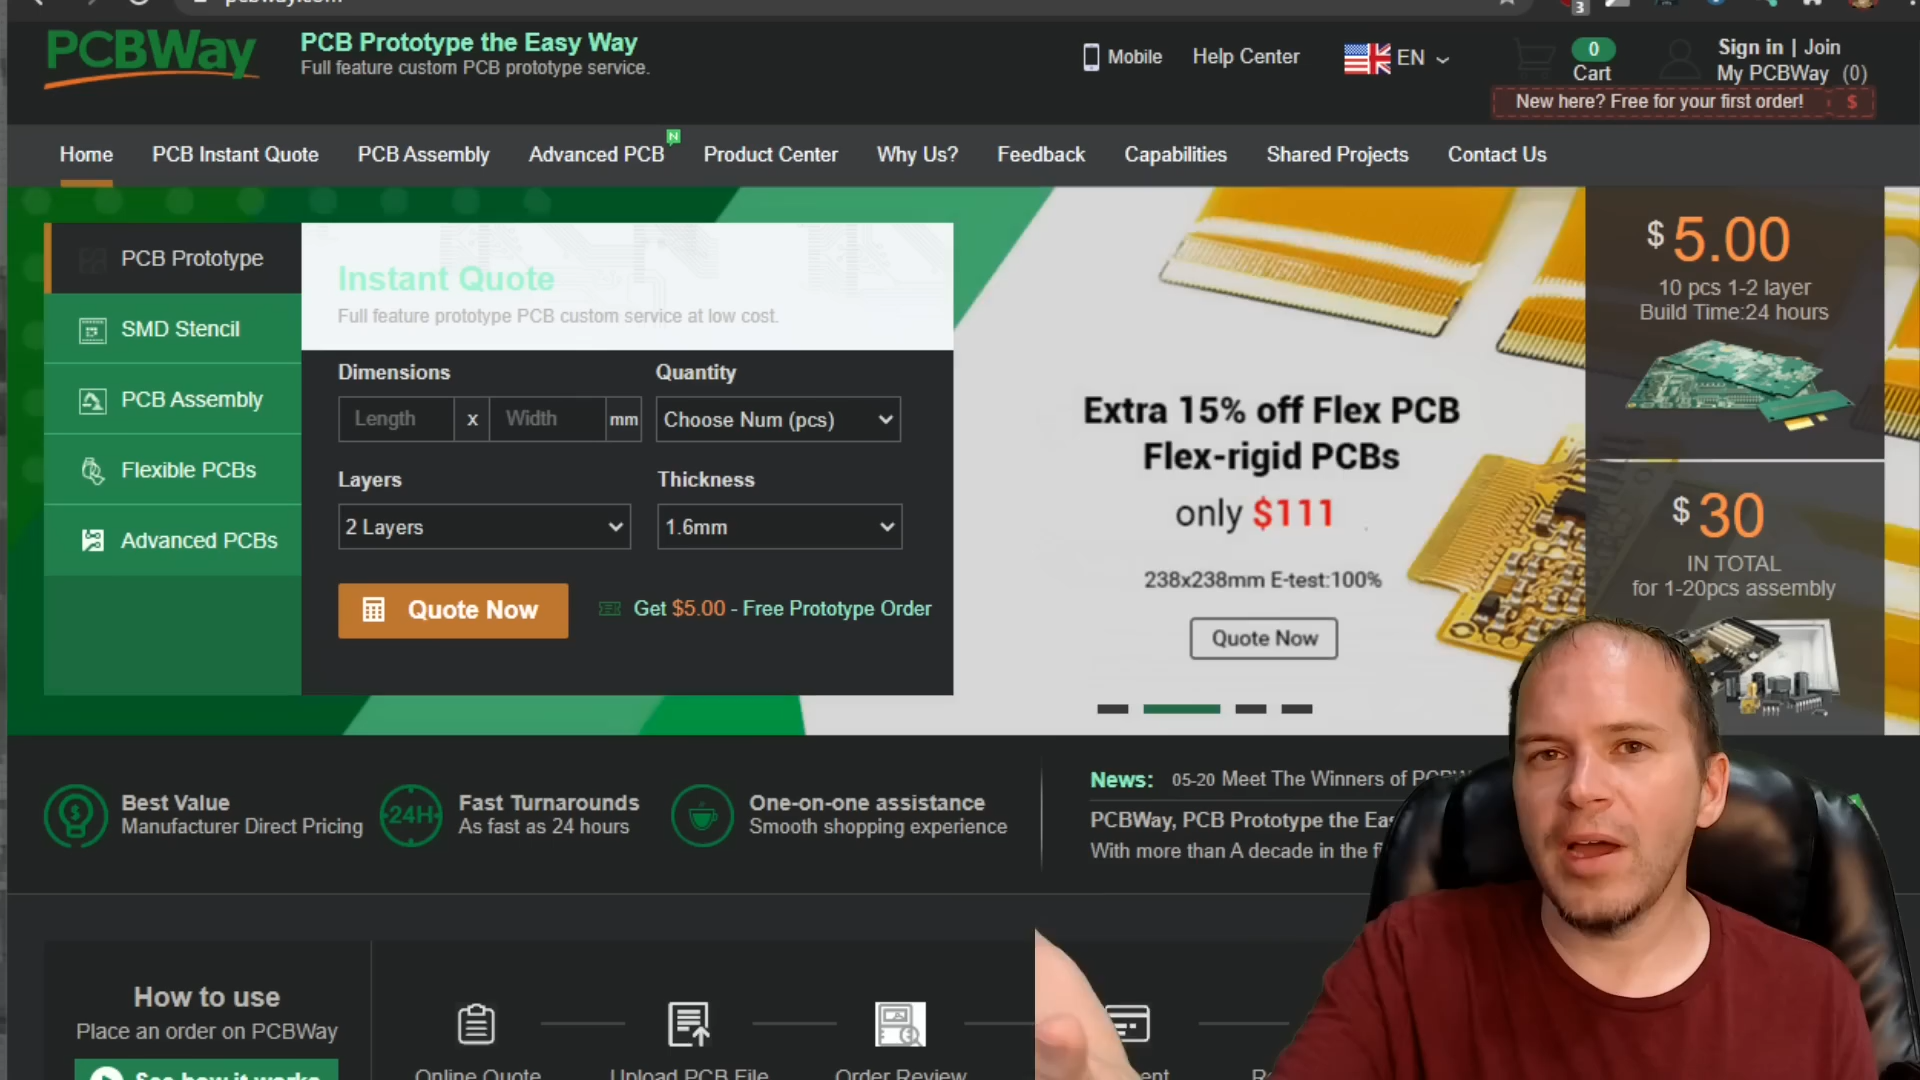 PCBWay
PCB Prototype the Easy Way
Full feature custom PCB prototype service.
Mobile
Help Center
EN
0
Cart
Sign in | Join
My PCBWay (0)
New here? Free for your first order! $
3
Home
PCB Instant Quote
PCB Assembly
Advanced PCB
N
Product Center
Why Us?
Feedback
Capabilities
Shared Projects
Contact Us
PCB Prototype
SMD Stencil
PCB Assembly
Flexible PCBs
Advanced PCBs
Instant Quote
Full feature prototype PCB custom service at low cost.
Dimensions
Quantity
Length x Width mm
Choose Num (pcs)
Layers
Thickness
2 Layers
1.6mm
Quote Now
Get $5.00 - Free Prototype Order
Extra 15% off Flex PCB
Flex-rigid PCBs
only $111
238x238mm E-test:100%
Quote Now
$ 5.00
10 pcs 1-2 layer
Build Time:24 hours
$ 30
IN TOTAL
for 1-20pcs assembly
Best Value
Manufacturer Direct Pricing
24H
Fast Turnarounds
As fast as 24 hours
One-on-one assistance
Smooth shopping experience
News: 05-20 Meet The Winners of
PCBWay, PCB Prototype the
With more than A decade in the
How to use
Place an order on PCBWay
See how it works
Online Quote
Upload PCB File
Order Review